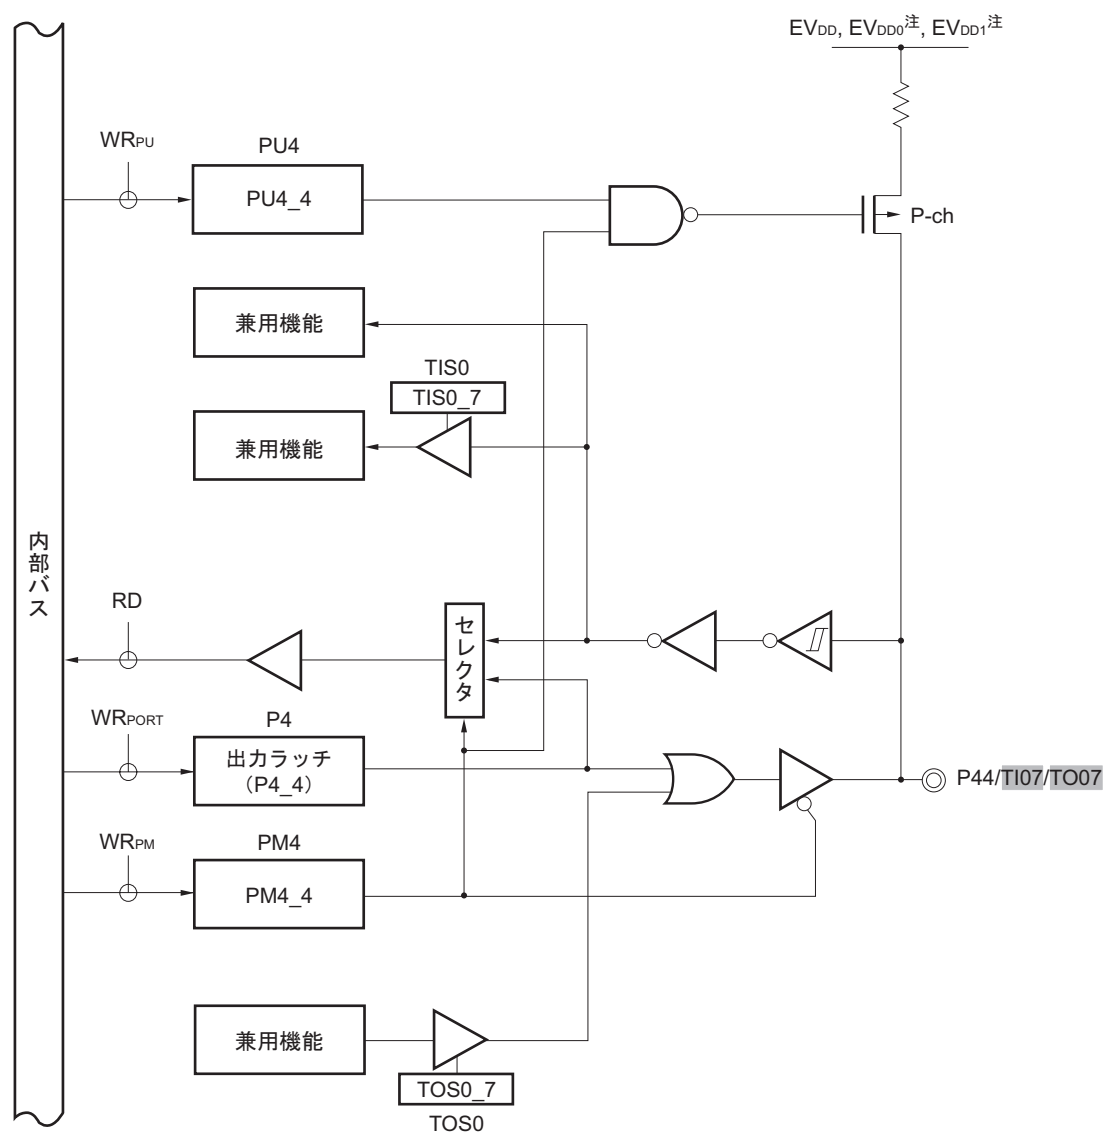 EVDD, EVDD0注, EVDD1注
WRPU
PU4
PU4_4
P-ch
兼用機能
TIS0
TIS0_7
兼用機能
内部バス
RD
セレクタ
WRPORT
P4
出力ラッチ
(P4_4)
P44/TI07/TO07
WRPM
PM4
PM4_4
兼用機能
TOS0_7
TOS0